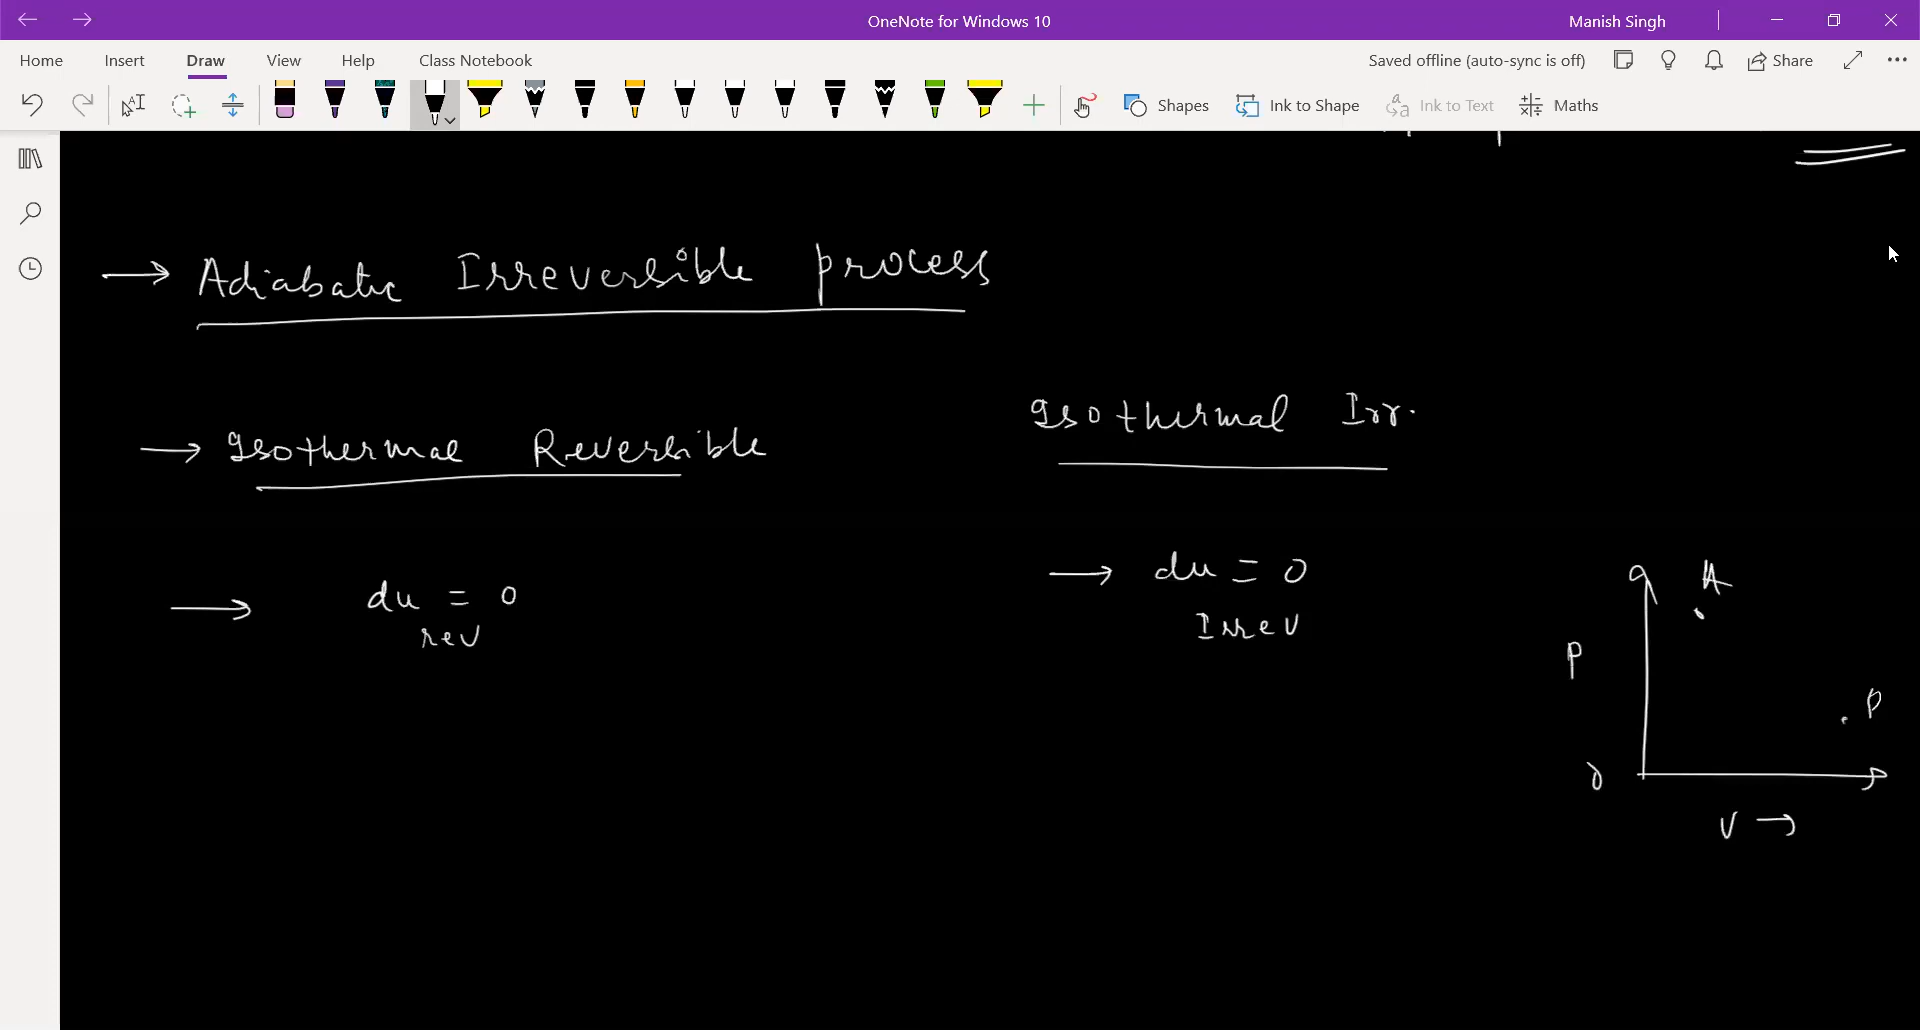 OneNote for Windows 10
Manish Singh
Home Insert Draw View Help Class Notebook
Saved offline (auto-sync is off) Share
Shapes Ink to Shape Ink to Text Maths
→ Adiabatic Irreversible process
→ Isothermal Reversible
Isothermal Irr.
→ du = 0
rev
→ du = 0
Irrev
A
P
P
0
V →